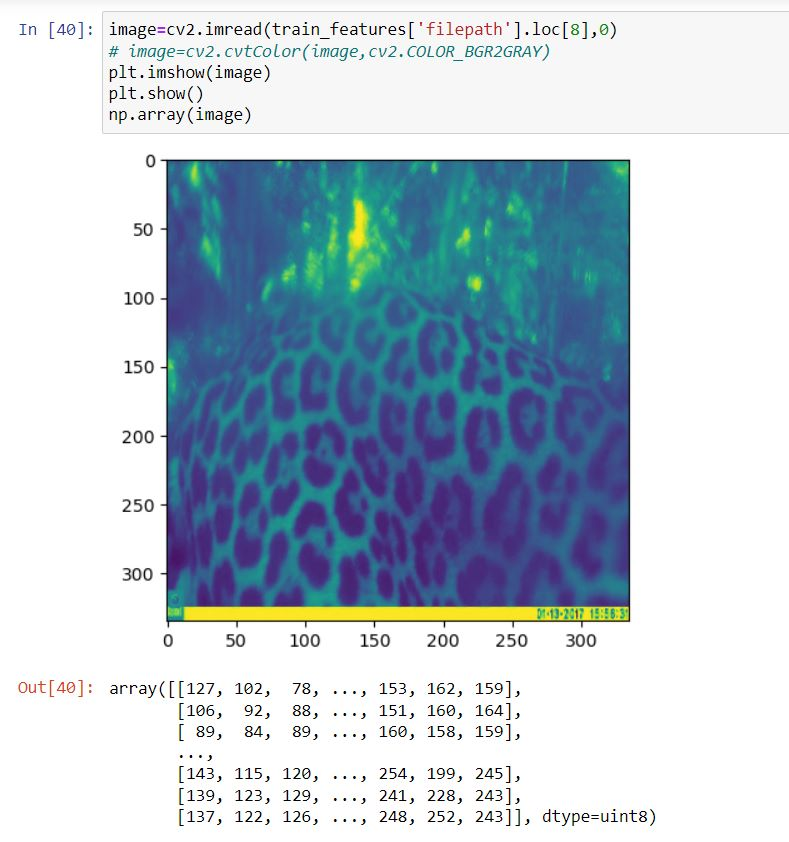 In [40]: image=cv2.imread(train_features['filepath'].loc[8],0)
# image=cv2.cvtColor(image,cv2.COLOR_BGR2GRAY)
plt.imshow(image)
plt.show()
np.array(image)
0
50
100
150
200
250
300
01-13-2017 15:56:31
0 50 100 150 200 250 300
Out[40]: array([[127, 102, 78, ..., 153, 162, 159],
[106, 92, 88, ..., 151, 160, 164],
[ 89, 84, 89, ..., 160, 158, 159],
...,
[143, 115, 120, ..., 254, 199, 245],
[139, 123, 129, ..., 241, 228, 243],
[137, 122, 126, ..., 248, 252, 243]], dtype=uint8)